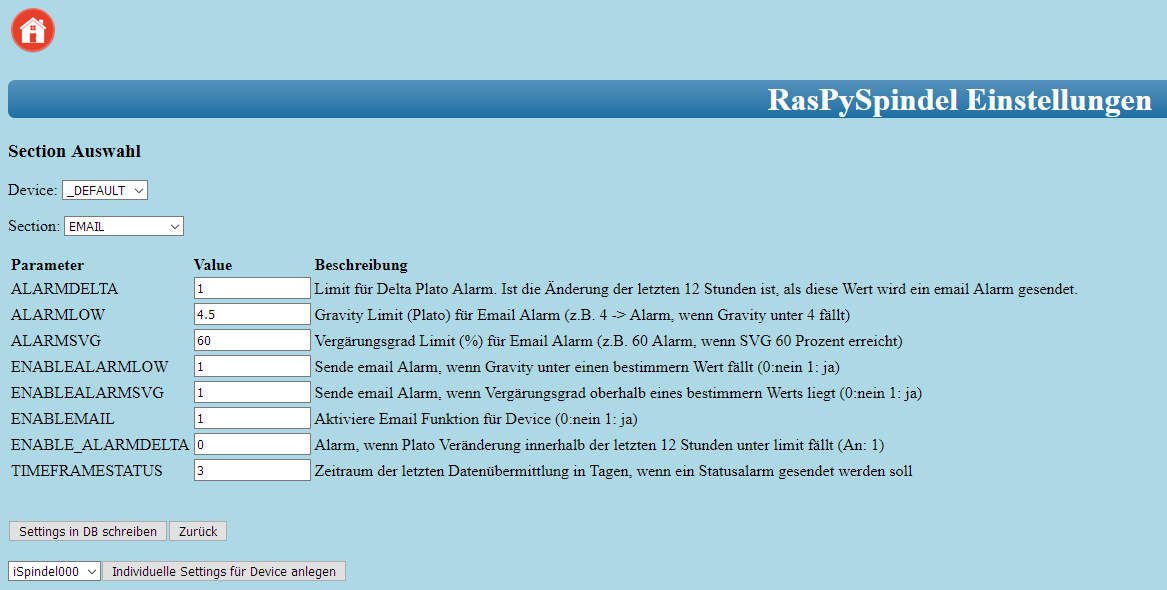 RasPySpindel Einstellungen
Section Auswahl
Device: _DEFAULT
Section: EMAIL
Parameter Value Beschreibung
ALARMDELTA 1 Limit für Delta Plato Alarm. Ist die Änderung der letzten 12 Stunden ist, als diese Wert wird ein email Alarm gesendet.
ALARMLOW 4.5 Gravity Limit (Plato) für Email Alarm (z.B. 4 -> Alarm, wenn Gravity unter 4 fällt)
ALARMSVG 60 Vergärungsgrad Limit (%) für Email Alarm (z.B. 60 Alarm, wenn SVG 60 Prozent erreicht)
ENABLEALARMLOW 1 Sende email Alarm, wenn Gravity unter einen bestimmern Wert fällt (0:nein 1: ja)
ENABLEALARMSVG 1 Sende email Alarm, wenn Vergärungsgrad oberhalb eines bestimmern Werts liegt (0:nein 1: ja)
ENABLEMAIL 1 Aktiviere Email Funktion für Device (0:nein 1: ja)
ENABLE_ALARMDELTA 0 Alarm, wenn Plato Veränderung innerhalb der letzten 12 Stunden unter limit fällt (An: 1)
TIMEFRAMESTATUS 3 Zeitraum der letzten Datenübermittlung in Tagen, wenn ein Statusalarm gesendet werden soll
Settings in DB schreiben Zurück
iSpindel000 Individuelle Settings für Device anlegen